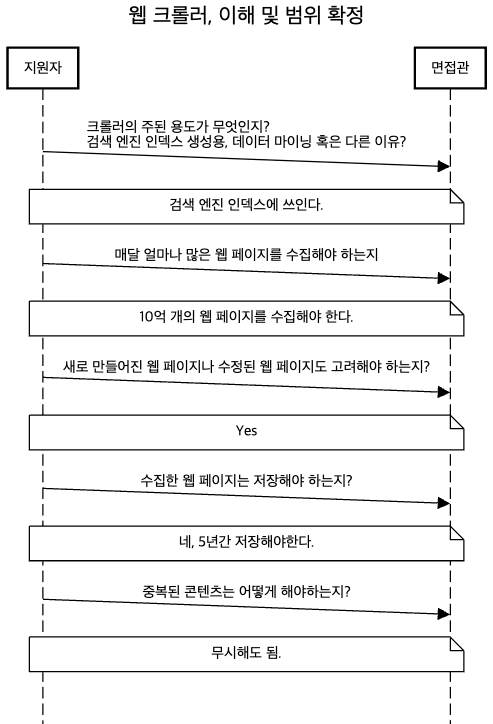 웹 크롤러, 이해 및 범위 확정
지원자
면접관
크롤러의 주된 용도가 무엇인지?
검색 엔진 인덱스 생성용, 데이터 마이닝 혹은 다른 이유?
검색 엔진 인덱스에 쓰인다.
매달 얼마나 많은 웹 페이지를 수집해야 하는지
10억 개의 웹 페이지를 수집해야 한다.
새로 만들어진 웹 페이지나 수정된 웹 페이지도 고려해야 하는지?
Yes
수집한 웹 페이지는 저장해야 하는지?
네, 5년간 저장해야한다.
중복된 콘텐츠는 어떻게 해야하는지?
무시해도 됨.